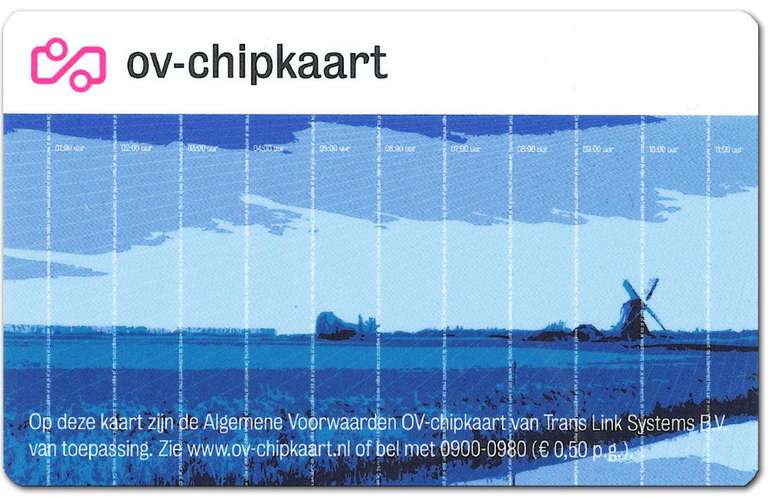 ov-chipkaart
01:00 uur 02:00 uur 03:00 uur 04:00 uur 05:00 uur 06:00 uur 07:00 uur 08:00 uur 09:00 uur 10:00 uur 11:00 uur
Op deze kaart zijn de Algemene Voorwaarden OV-chipkaart van Trans Link Systems B.V.
van toepassing. Zie www.ov-chipkaart.nl of bel met 0900-0980 (€ 0,50 p.g.).